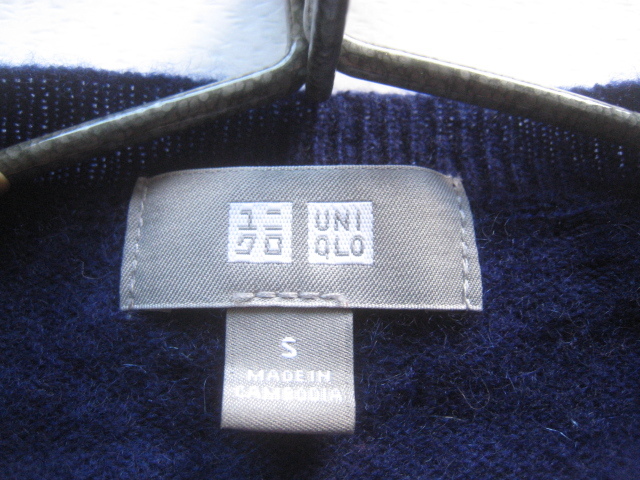 ユニ
クロ
UNI
QLO
S
MADE IN
CAMBODIA